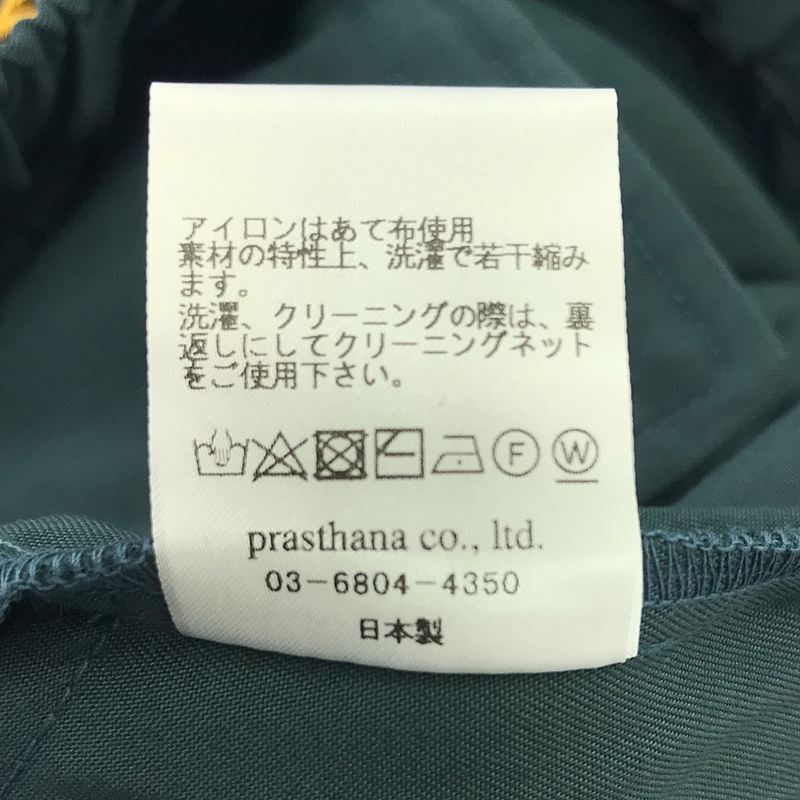 アイロンはあて布使用
素材の特性上、洗濯で若干縮み
ます。
洗濯、クリーニングの際は、裏
返しにしてクリーニングネット
をご使用下さい。
F W
prasthana co., ltd.
03-6804-4350
日本製